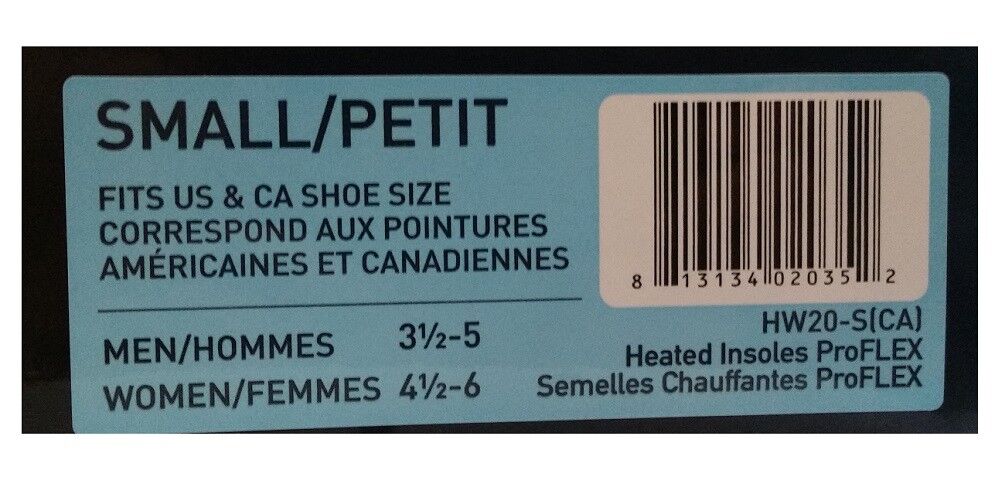 SMALL/PETIT
FITS US & CA SHOE SIZE
CORRESPOND AUX POINTURES
AMÉRICAINES ET CANADIENNES
MEN/HOMMES 3½-5
WOMEN/FEMMES 4½-6
8 13134 02035 2
HW20-S(CA)
Heated Insoles ProFLEX
Semelles Chauffantes ProFLEX